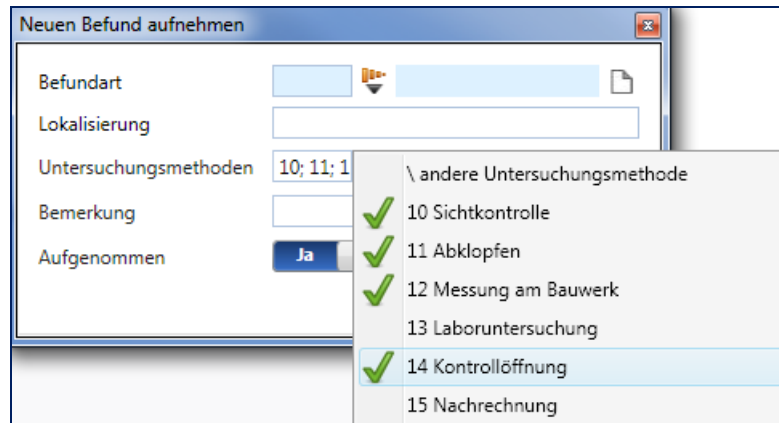 Neuen Befund aufnehmen
Befundart
Lokalisierung
Untersuchungsmethoden 10; 11; 1
Bemerkung
Aufgenommen Ja
\ andere Untersuchungsmethode
10 Sichtkontrolle
11 Abklopfen
12 Messung am Bauwerk
13 Laboruntersuchung
14 Kontrollöffnung
15 Nachrechnung